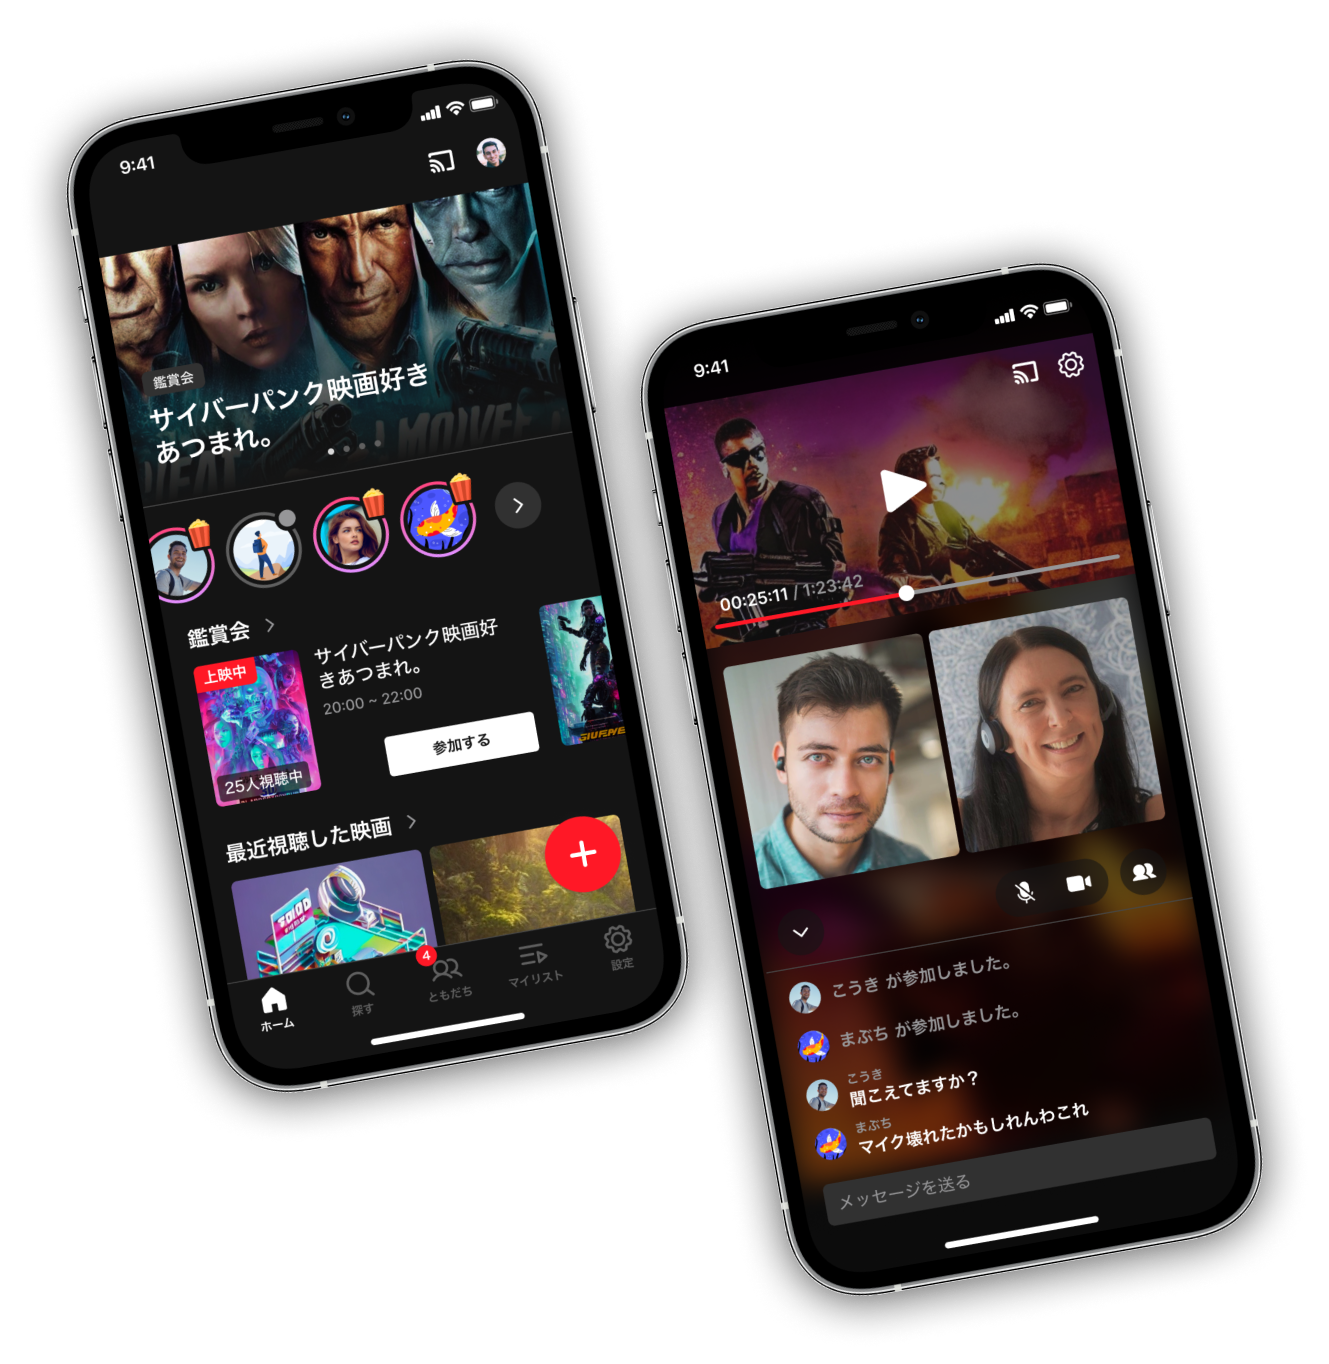 9:41
鑑賞会
サイバーパンク映画好き
あつまれ。
鑑賞会
上映中
25人視聴中
サイバーパンク映画好
きあつまれ。
20:00 ~ 22:00
参加する
最近視聴した映画
4
ホーム
探す
ともだち
マイリスト
設定
9:41
00:25:11 / 1:23:42
こうき が参加しました。
まぶち が参加しました。
こうき
聞こえてますか？
まぶち
マイク壊れたかもしれんわこれ
メッセージを送る